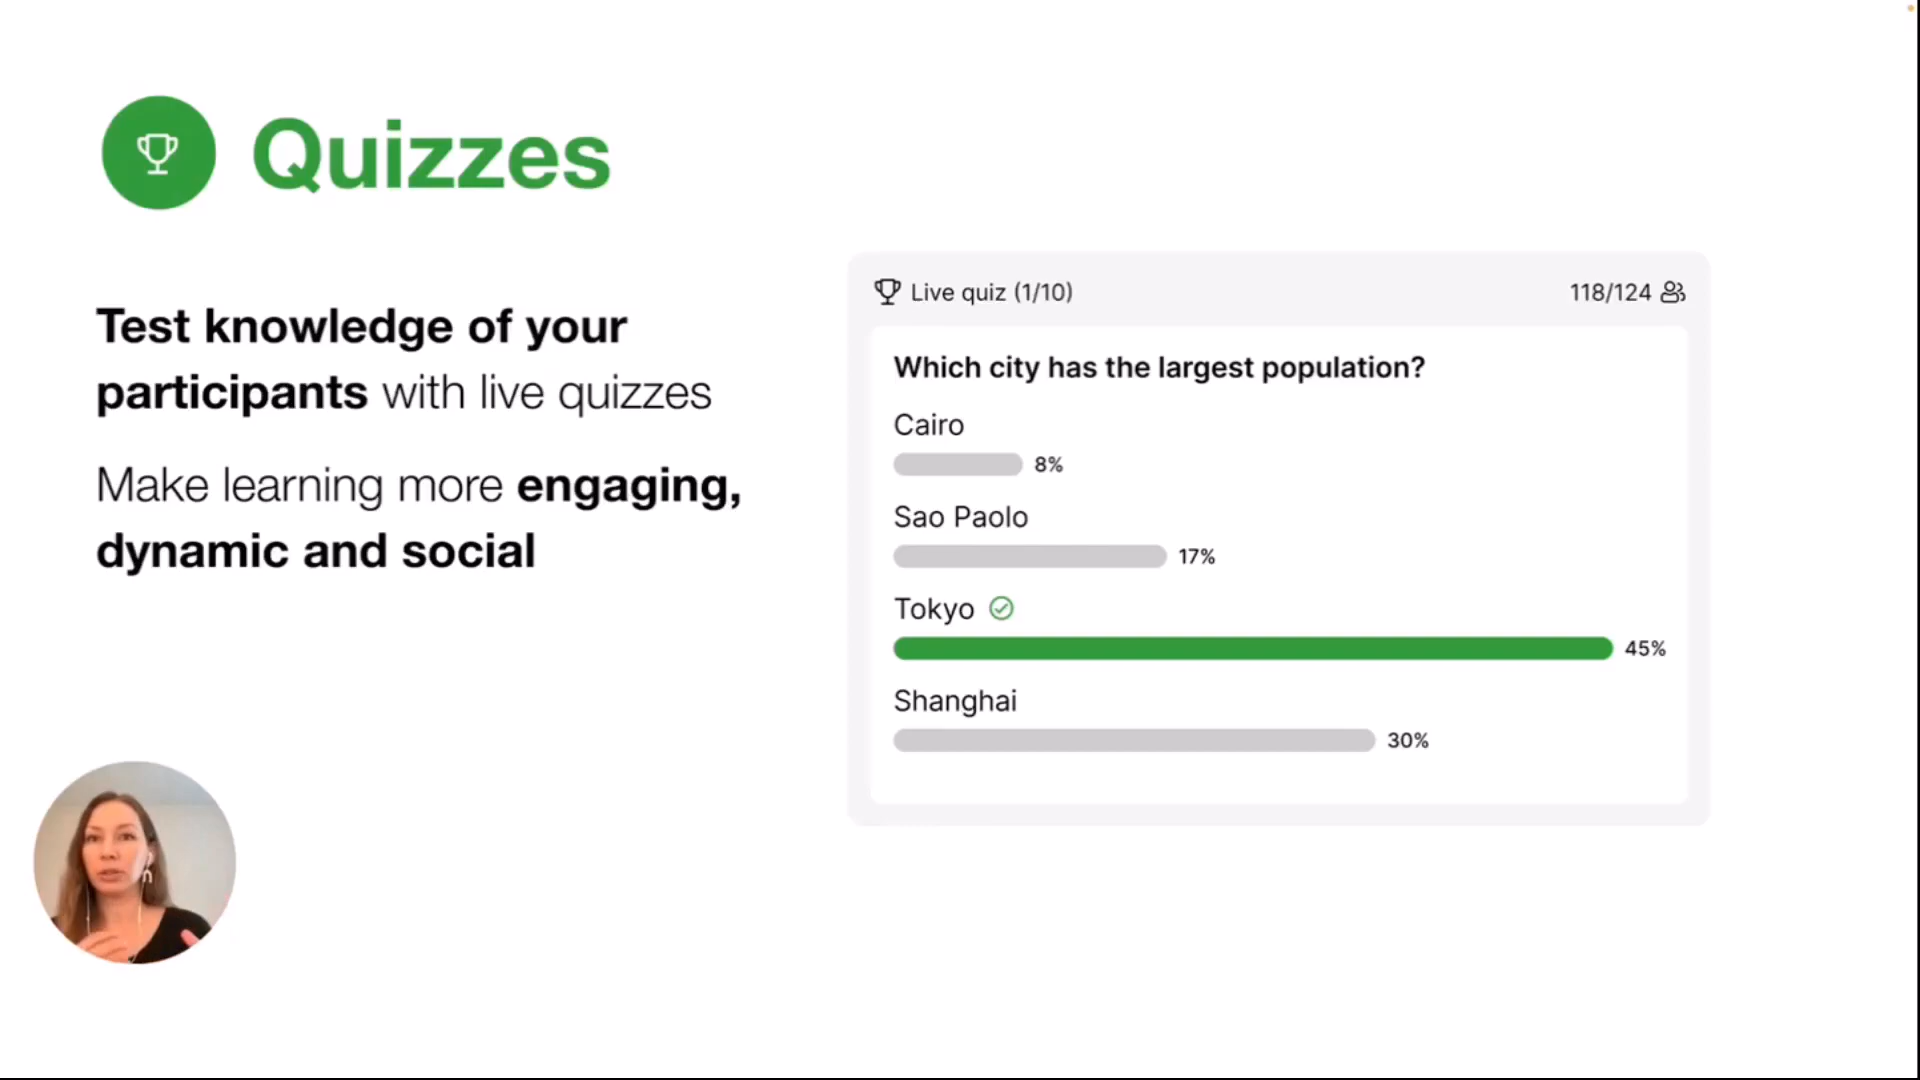 Quizzes
Test knowledge of your
participants with live quizzes
Make learning more engaging,
dynamic and social
Live quiz (1/10)
118/124
Which city has the largest population?
Cairo
8%
Sao Paolo
17%
Tokyo
45%
Shanghai
30%